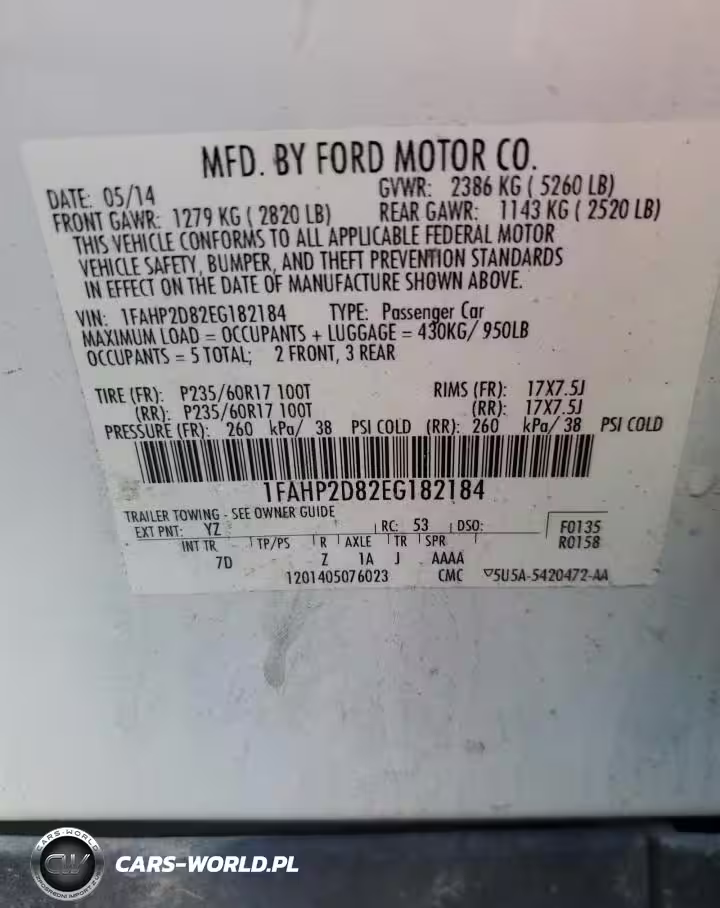 MFD. BY FORD MOTOR CO.
DATE: 05/14 GVWR: 2386 KG ( 5260 LB)
FRONT GAWR: 1279 KG ( 2820 LB) REAR GAWR: 1143 KG ( 2520 LB)
THIS VEHICLE CONFORMS TO ALL APPLICABLE FEDERAL MOTOR
VEHICLE SAFETY, BUMPER, AND THEFT PREVENTION STANDARDS
IN EFFECT ON THE DATE OF MANUFACTURE SHOWN ABOVE.
VIN: 1FAHP2D82EG182184 TYPE: Passenger Car
MAXIMUM LOAD = OCCUPANTS + LUGGAGE = 430KG/ 950LB
OCCUPANTS = 5 TOTAL; 2 FRONT, 3 REAR
TIRE (FR): P235/60R17 100T RIMS (FR): 17X7.5J
(RR): P235/60R17 100T (RR): 17X7.5J
PRESSURE (FR): 260 kPa/ 38 PSI COLD (RR): 260 kPa/ 38 PSI COLD
1FAHP2D82EG182184
TRAILER TOWING - SEE OWNER GUIDE
EXT PNT: YZ RC: 53 DSO: F0135
INT TR TP/PS R AXLE TR SPR R0158
7D Z 1A J AAAA
1201405076023 CMC ▽5U5A-5420472-AA
CARS-WORLD
CW
CARS-WORLD.PL